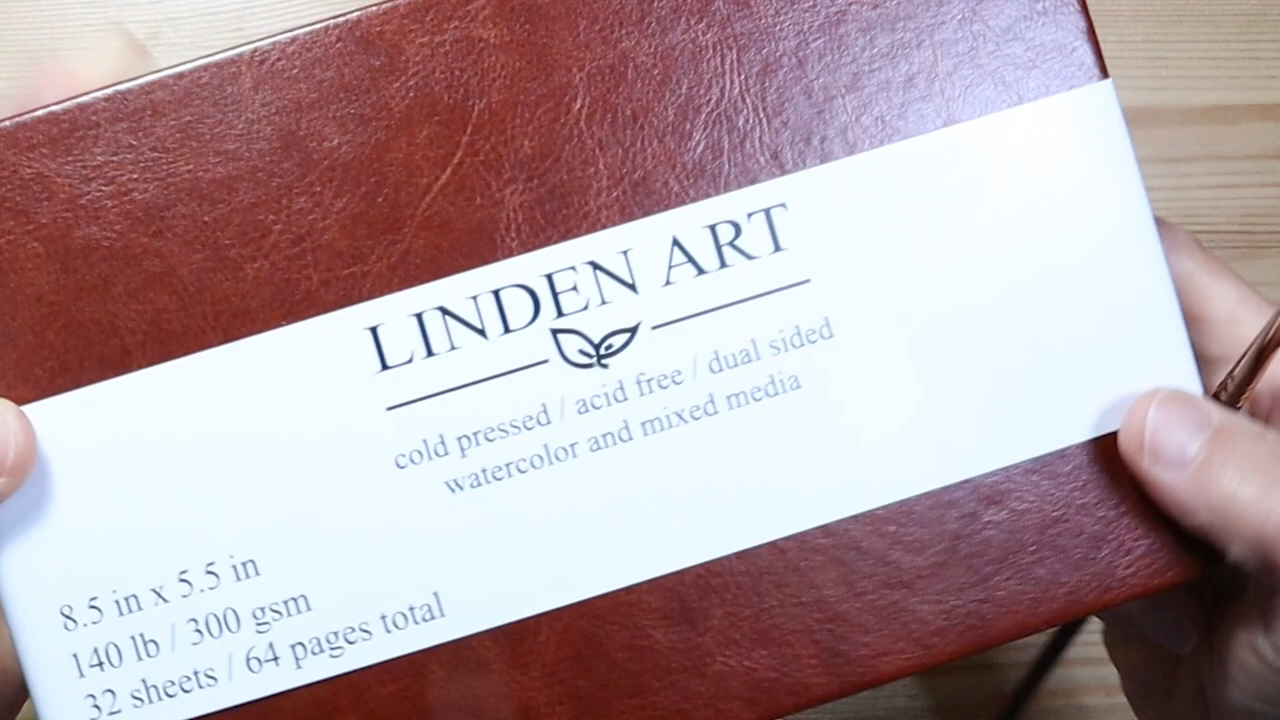 LINDEN ART
cold pressed / acid free / dual sided
watercolor and mixed media
8.5 in x 5.5 in
140 lb / 300 gsm
32 sheets / 64 pages total